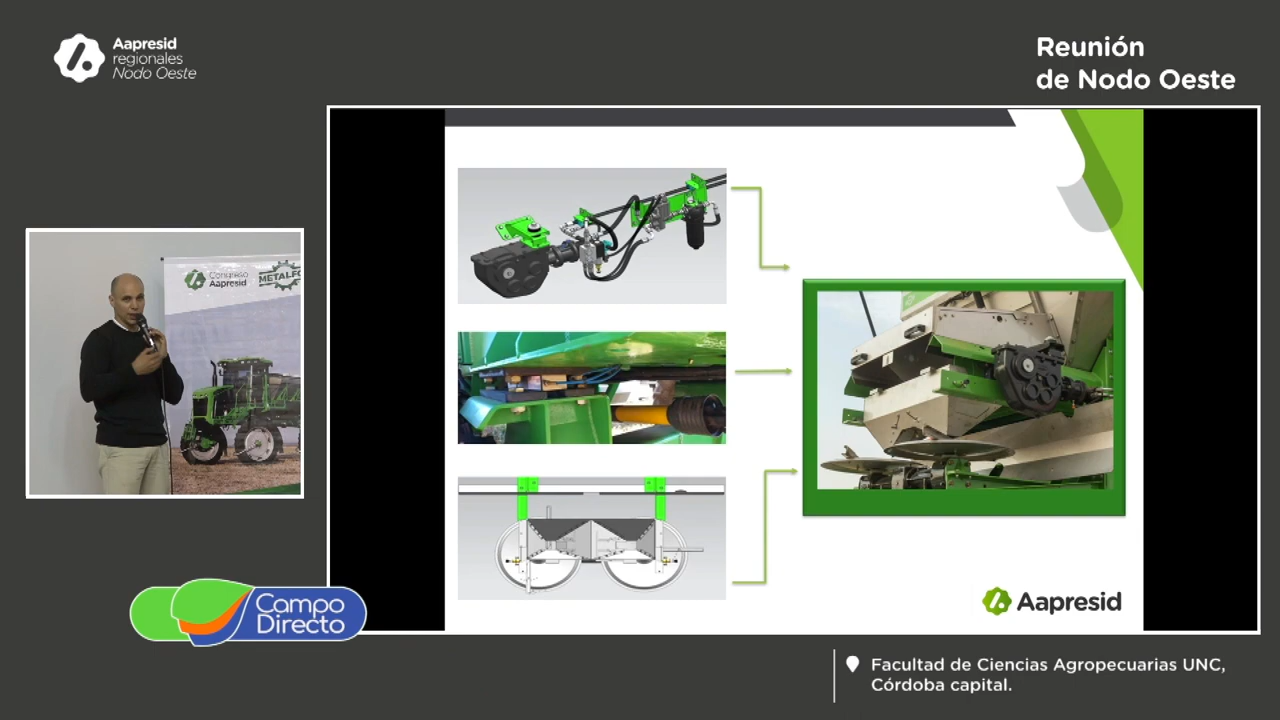 Aapresid
regionales
Nodo Oeste
Reunión
de Nodo Oeste
Congreso
Aapresid
METALFO
Campo
Directo
Aapresid
Facultad de Ciencias Agropecuarias UNC,
Córdoba capital.